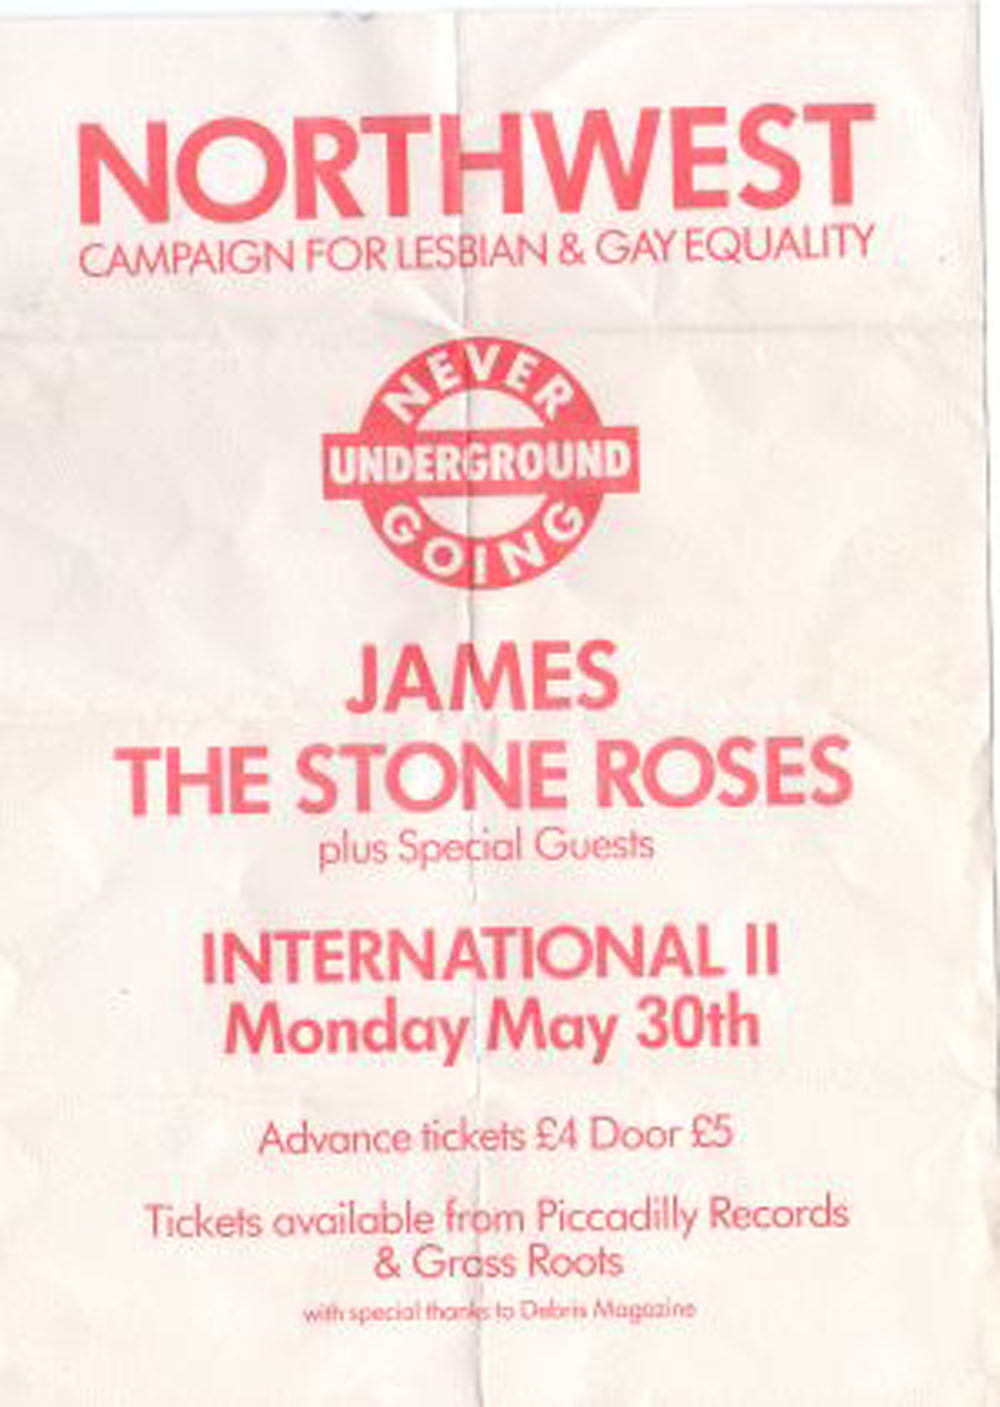 NORTHWEST
CAMPAIGN FOR LESBIAN & GAY EQUALITY
NEVER
UNDERGROUND
GOING
JAMES
THE STONE ROSES
plus Special Guests
INTERNATIONAL II
Monday May 30th
Advance tickets £4 Door £5
Tickets available from Piccadilly Records
& Grass Roots
with special thanks to Debris Magazine